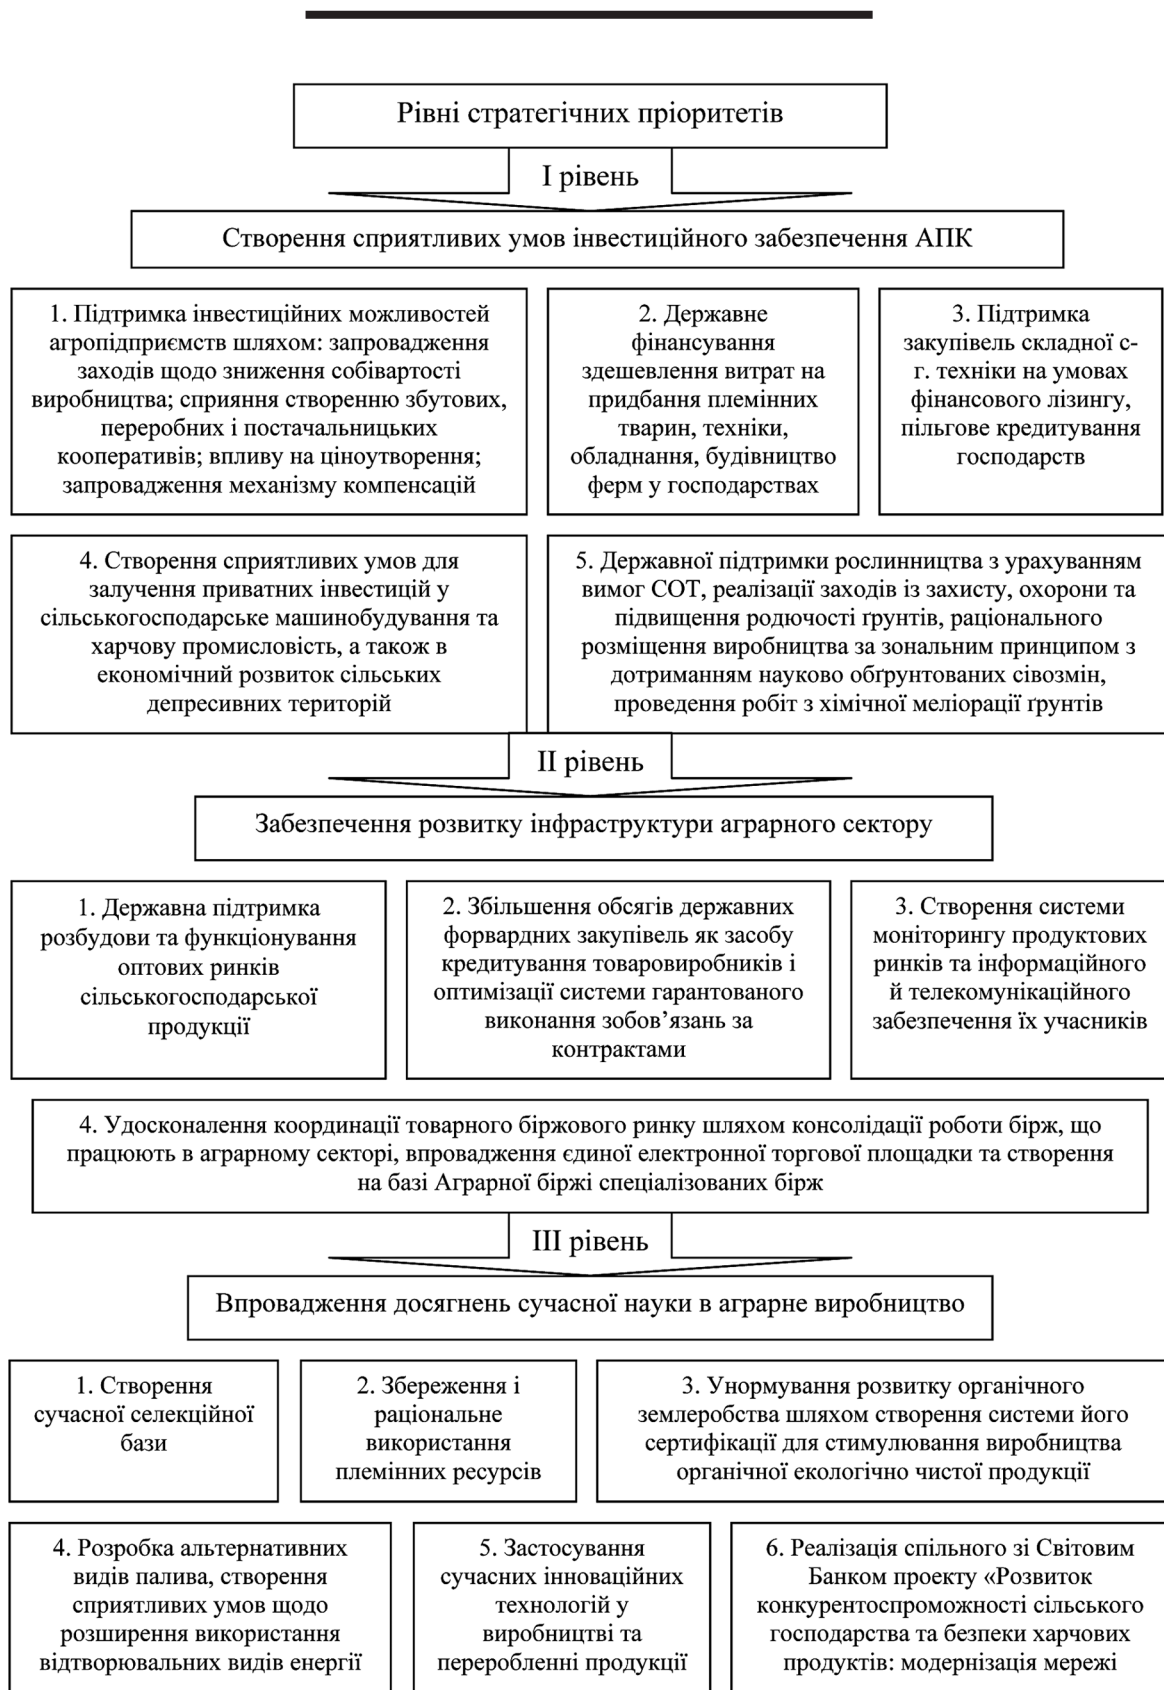 Рівні стратегічних пріоритетів
І рівень
Створення сприятливих умов інвестиційного забезпечення АПК
1. Підтримка інвестиційних можливостей
агропідприємств шляхом: запровадження
заходів щодо зниження собівартості
виробництва; сприяння створенню збутових,
переробних і постачальницьких
кооперативів; впливу на ціноутворення;
запровадження механізму компенсацій
2. Державне
фінансування
здешевлення витрат на
придбання племінних
тварин, техніки,
обладнання, будівництво
ферм у господарствах
3. Підтримка
закупівель складної с-
г. техніки на умовах
фінансового лізингу,
пільгове кредитування
господарств
4. Створення сприятливих умов для
залучення приватних інвестицій у
сільськогосподарське машинобудування та
харчову промисловість, а також в
економічний розвиток сільських
депресивних територій
5. Державної підтримки рослинництва з урахуванням
вимог СОТ, реалізації заходів із захисту, охорони та
підвищення родючості ґрунтів, раціонального
розміщення виробництва за зональним принципом з
дотриманням науково обґрунтованих сівозмін,
проведення робіт з хімічної меліорації ґрунтів
ІІ рівень
Забезпечення розвитку інфраструктури аграрного сектору
1. Державна підтримка
розбудови та функціонування
оптових ринків
сільськогосподарської
продукції
2. Збільшення обсягів державних
форвардних закупівель як засобу
кредитування товаровиробників і
оптимізації системи гарантованого
виконання зобов’язань за
контрактами
3. Створення системи
моніторингу продуктових
ринків та інформаційного
й телекомунікаційного
забезпечення їх учасників
4. Удосконалення координації товарного біржового ринку шляхом консолідації роботи бірж, що
працюють в аграрному секторі, впровадження єдиної електронної торгової площадки та створення
на базі Аграрної біржі спеціалізованих бірж
ІІІ рівень
Впровадження досягнень сучасної науки в аграрне виробництво
1. Створення
сучасної селекційної
бази
2. Збереження і
раціональне
використання
племінних ресурсів
3. Унормування розвитку органічного
землеробства шляхом створення системи його
сертифікації для стимулювання виробництва
органічної екологічно чистої продукції
4. Розробка альтернативних
видів палива, створення
сприятливих умов щодо
розширення використання
відтворювальних видів енергії
5. Застосування
сучасних інноваційних
технологій у
виробництві та
переробленні продукції
6. Реалізація спільного зі Світовим
Банком проекту «Розвиток
конкурентоспроможності сільського
господарства та безпеки харчових
продуктів: модернізація мережі